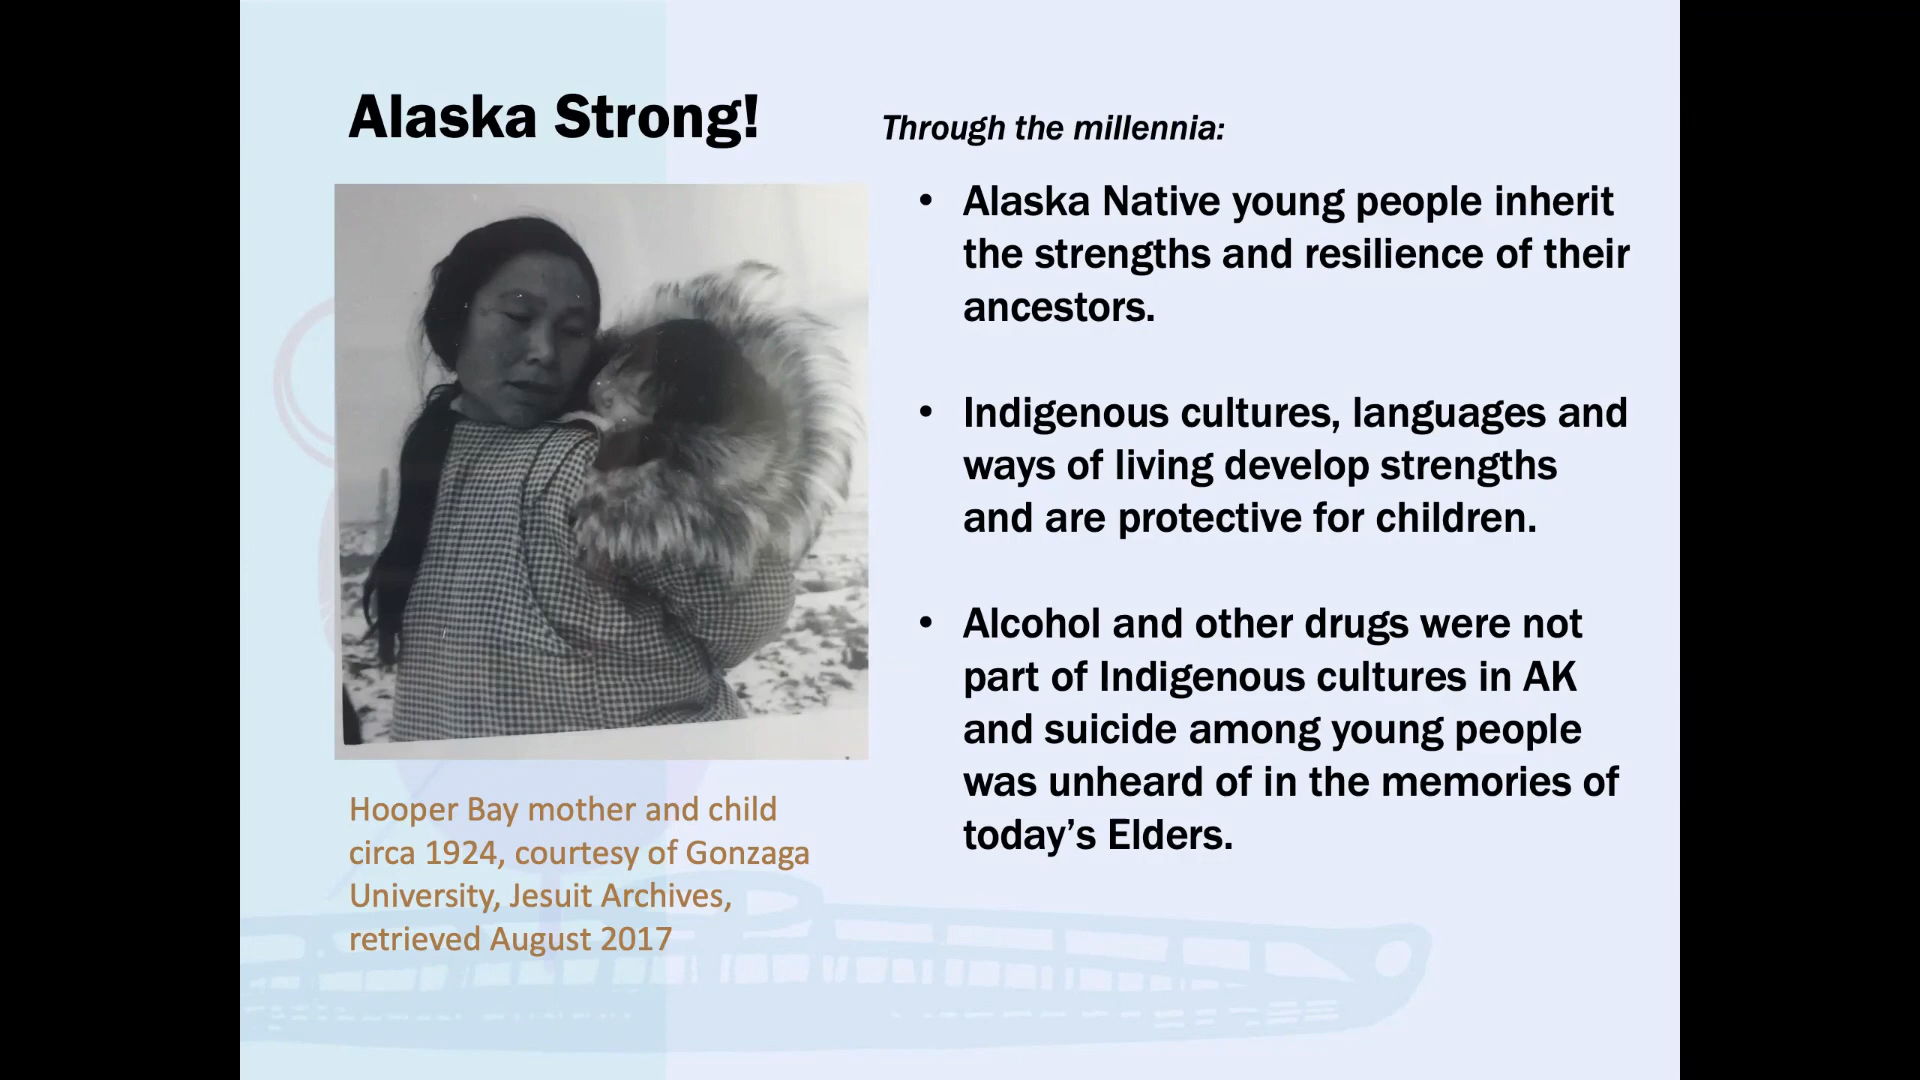 Alaska Strong!
Through the millennia:
• Alaska Native young people inherit
the strengths and resilience of their
ancestors.
• Indigenous cultures, languages and
ways of living develop strengths
and are protective for children.
• Alcohol and other drugs were not
part of Indigenous cultures in AK
and suicide among young people
was unheard of in the memories of
today’s Elders.
Hooper Bay mother and child
circa 1924, courtesy of Gonzaga
University, Jesuit Archives,
retrieved August 2017